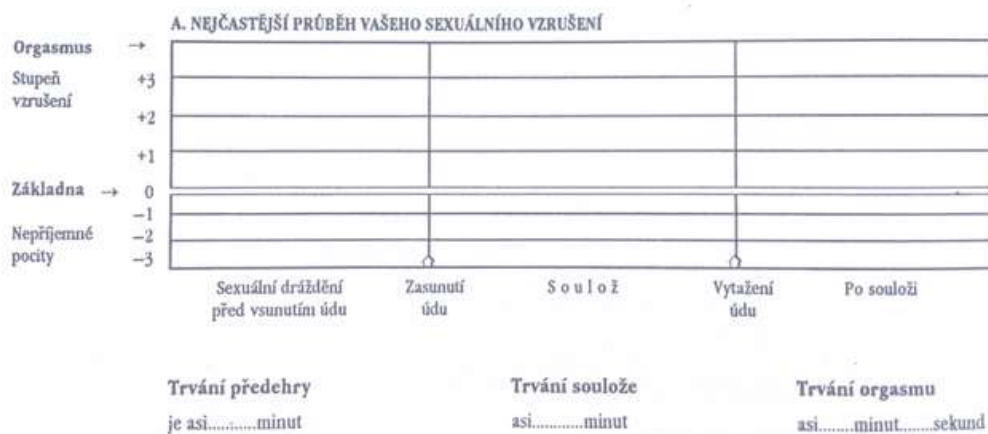 A. NEJČASTĚJŠÍ PRŮBĚH VAŠEHO SEXUÁLNÍHO VZRUŠENÍ
Orgasmus →
Stupeň
vzrušení
+3
+2
+1
Základna → 0
−1
Nepříjemné
pocity
−2
−3
Sexuální dráždění
před vsunutím údu
Zasunutí
údu
Soulož
Vytažení
údu
Po souloži
Trvání předehry
je asi..........minut
Trvání soulože
asi.........minut
Trvání orgasmu
asi.......minut.......sekund